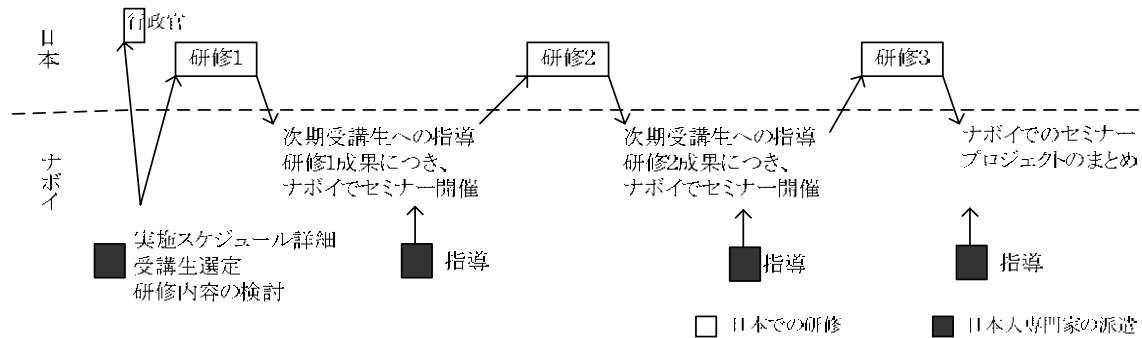 日本
行政官
研修1
研修2
研修3
ナボイ
次期受講生への指導
研修1成果につき、
ナボイでセミナー開催
次期受講生への指導
研修2成果につき、
ナボイでセミナー開催
ナボイでのセミナー
プロジェクトのまとめ
実施スケジュール詳細
受講生選定
研修内容の検討
指導
指導
指導
日本での研修
日本人専門家の派遣